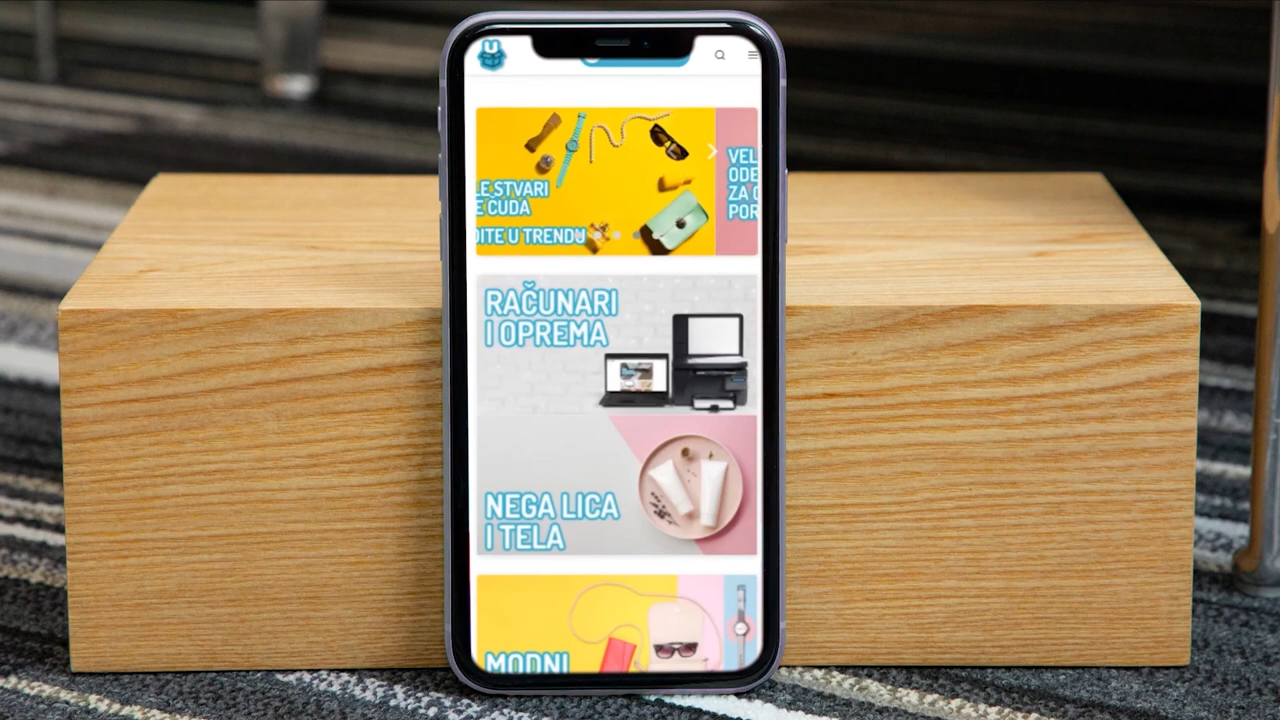 U
LE STVARI
E ČUDA
DITE U TRENDU
VEL
ODE
ZA
POR
RAČUNARI
I OPREMA
NEGA LICA
I TELA
MODNI